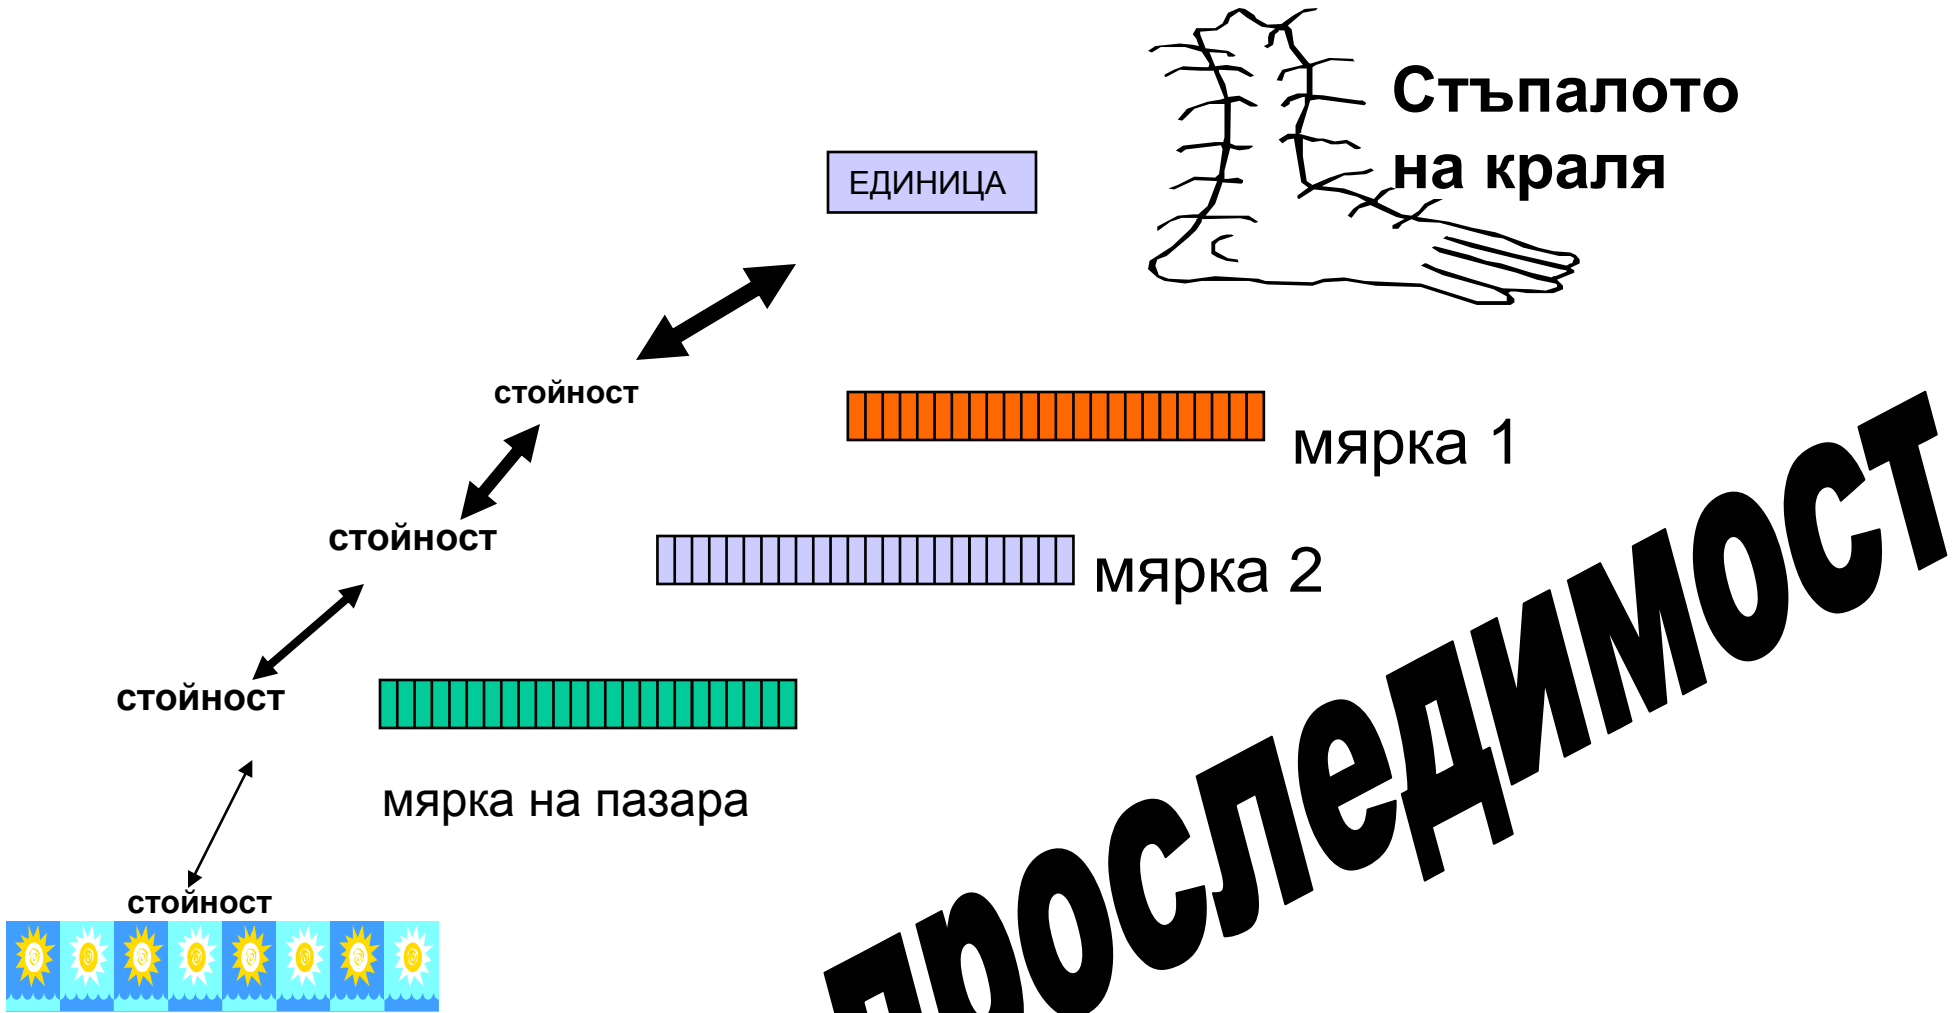 Стъпалото
на краля
ЕДИНИЦА
стойност
мярка 1
стойност
мярка 2
стойност
мярка на пазара
стойност
проследимост